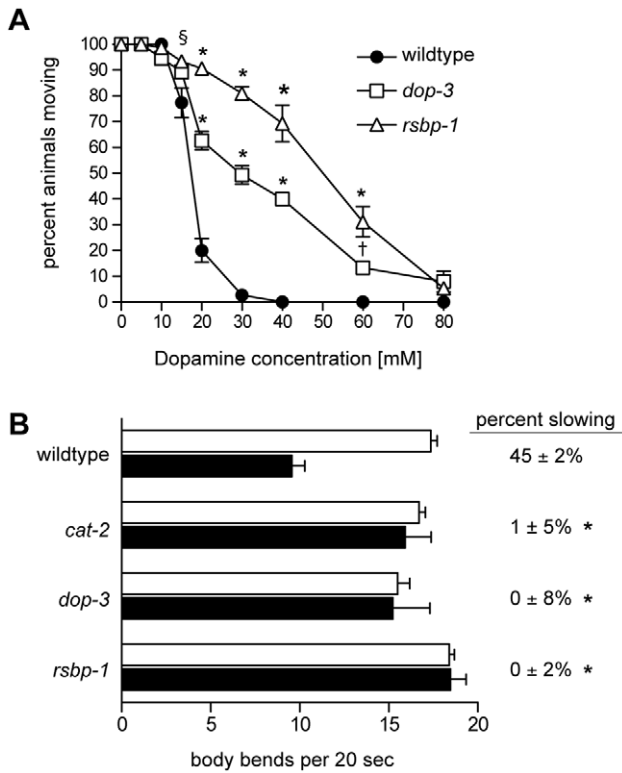 A
percent animals moving
100
90
80
70
60
50
40
30
20
10
0
§
*
*
*
*
*
*
*
†
wildtype
dop-3
rsbp-1
0 10 20 30 40 50 60 70 80
Dopamine concentration [mM]
B
percent slowing
wildtype 45 ± 2%
cat-2 1 ± 5% *
dop-3 0 ± 8% *
rsbp-1 0 ± 2% *
0 5 10 15 20
body bends per 20 sec